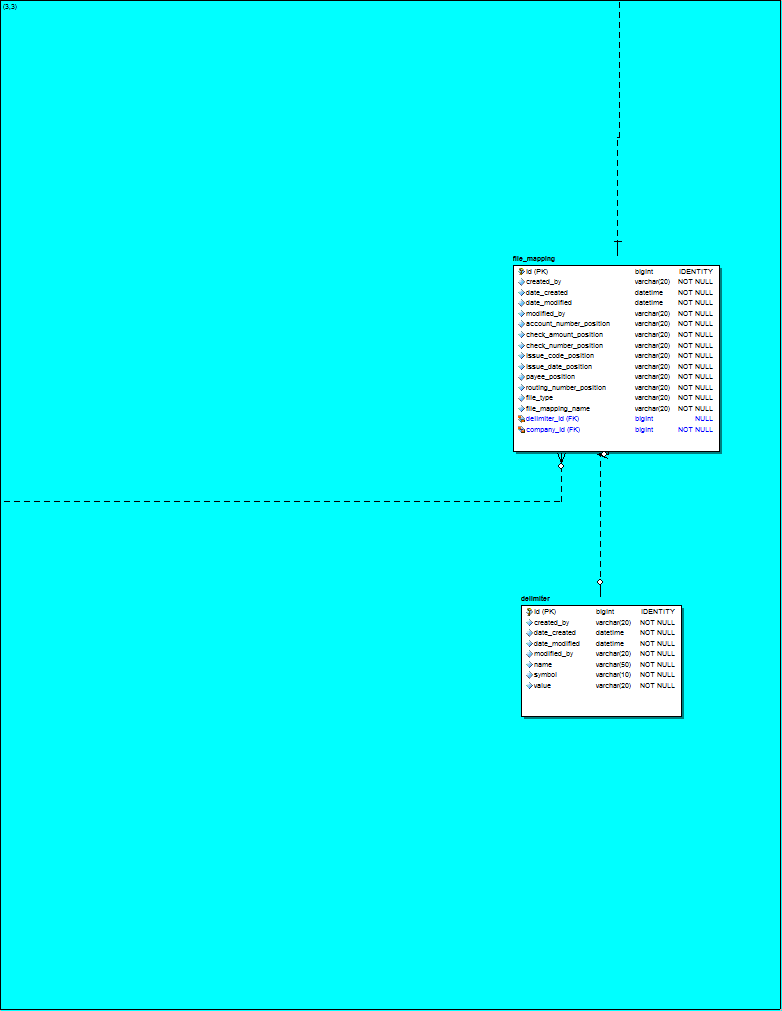 (3,3)
file_mapping
id (PK) bigint IDENTITY
created_by varchar(20) NOT NULL
date_created datetime NOT NULL
date_modified datetime NOT NULL
modified_by varchar(20) NOT NULL
account_number_position varchar(20) NOT NULL
check_amount_position varchar(20) NOT NULL
check_number_position varchar(20) NOT NULL
issue_code_position varchar(20) NOT NULL
issue_date_position varchar(20) NOT NULL
payee_position varchar(20) NOT NULL
routing_number_position varchar(20) NOT NULL
file_type varchar(20) NOT NULL
file_mapping_name varchar(20) NOT NULL
delimiter_id (FK) bigint NULL
company_id (FK) bigint NOT NULL
delimiter
id (PK) bigint IDENTITY
created_by varchar(20) NOT NULL
date_created datetime NOT NULL
date_modified datetime NOT NULL
modified_by varchar(20) NOT NULL
name varchar(50) NOT NULL
symbol varchar(10) NOT NULL
value varchar(20) NOT NULL